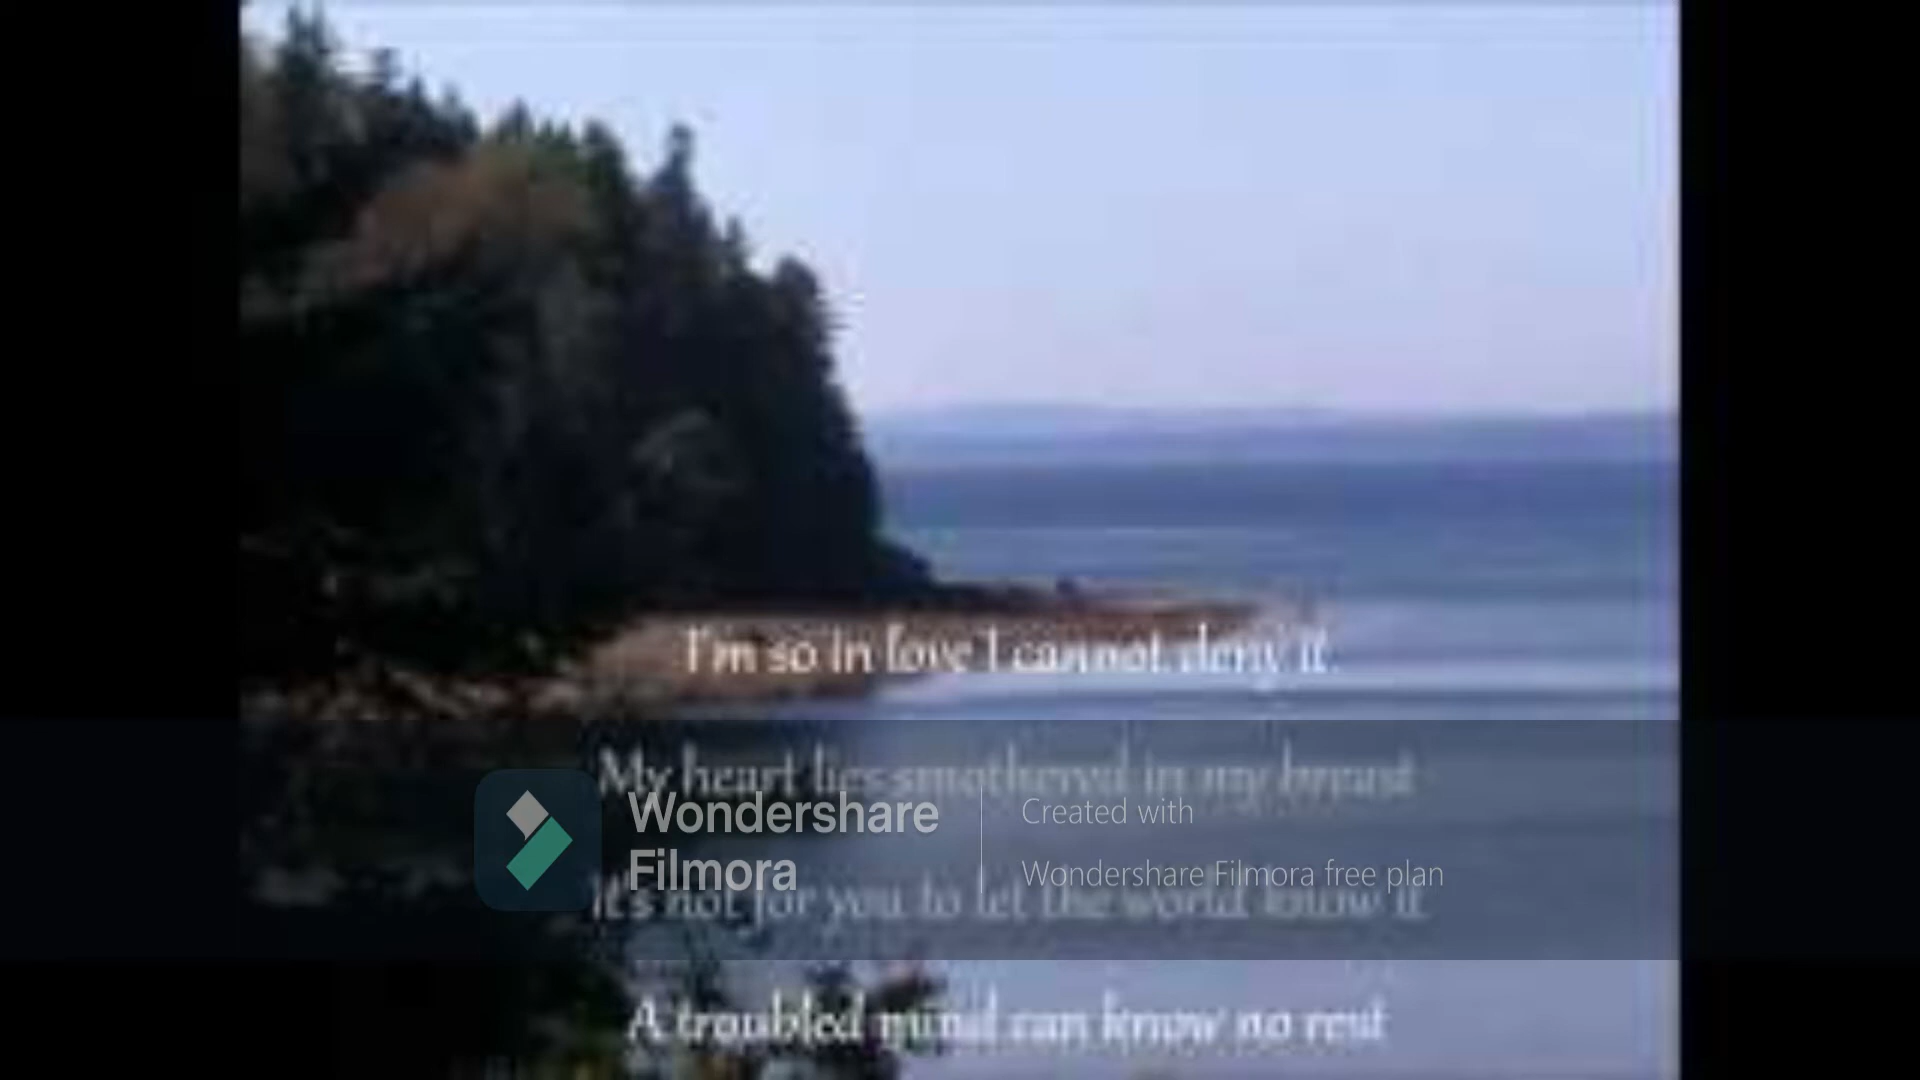 I'm so in love I cannot deny it
My heart lies smothered in my breast
Wondershare
Filmora
Created with
Wondershare Filmora free plan
it's not for you to let the world know it
A troubled mind can know no rest